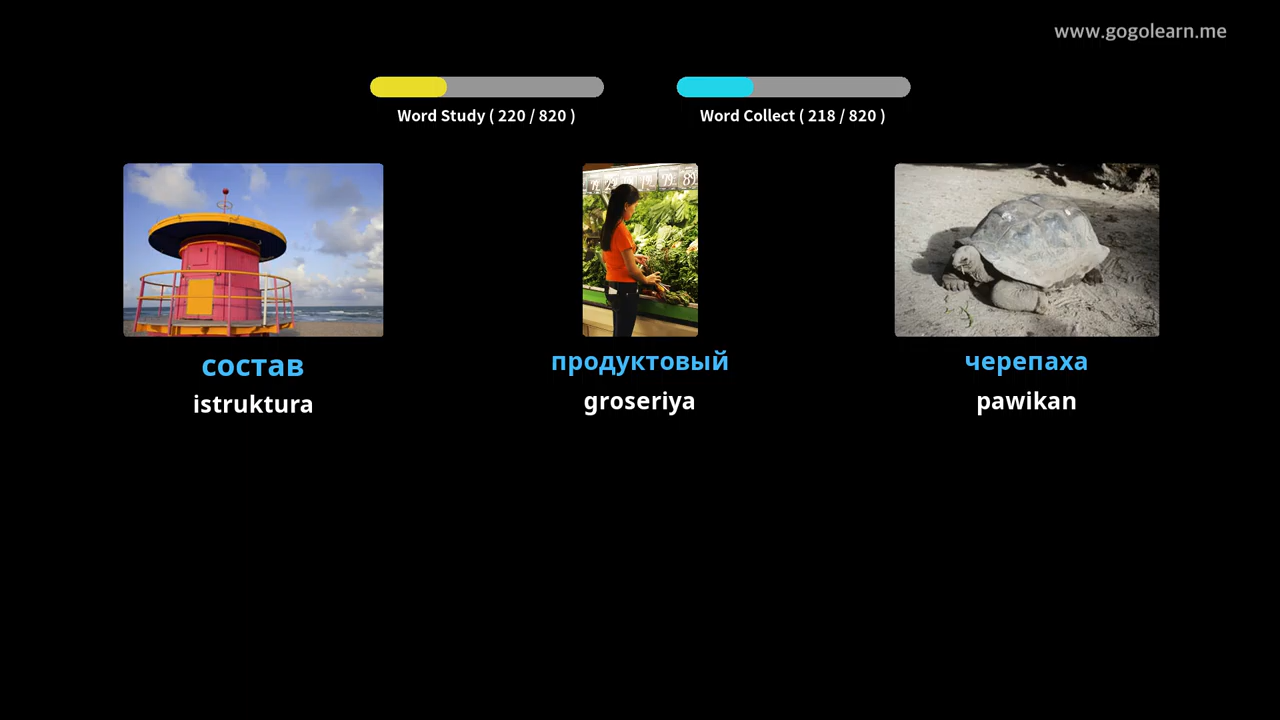 www.gogolearn.me
Word Study ( 220 / 820 )
Word Collect ( 218 / 820 )
состав
istruktura
продуктовый
groseriya
черепаха
pawikan